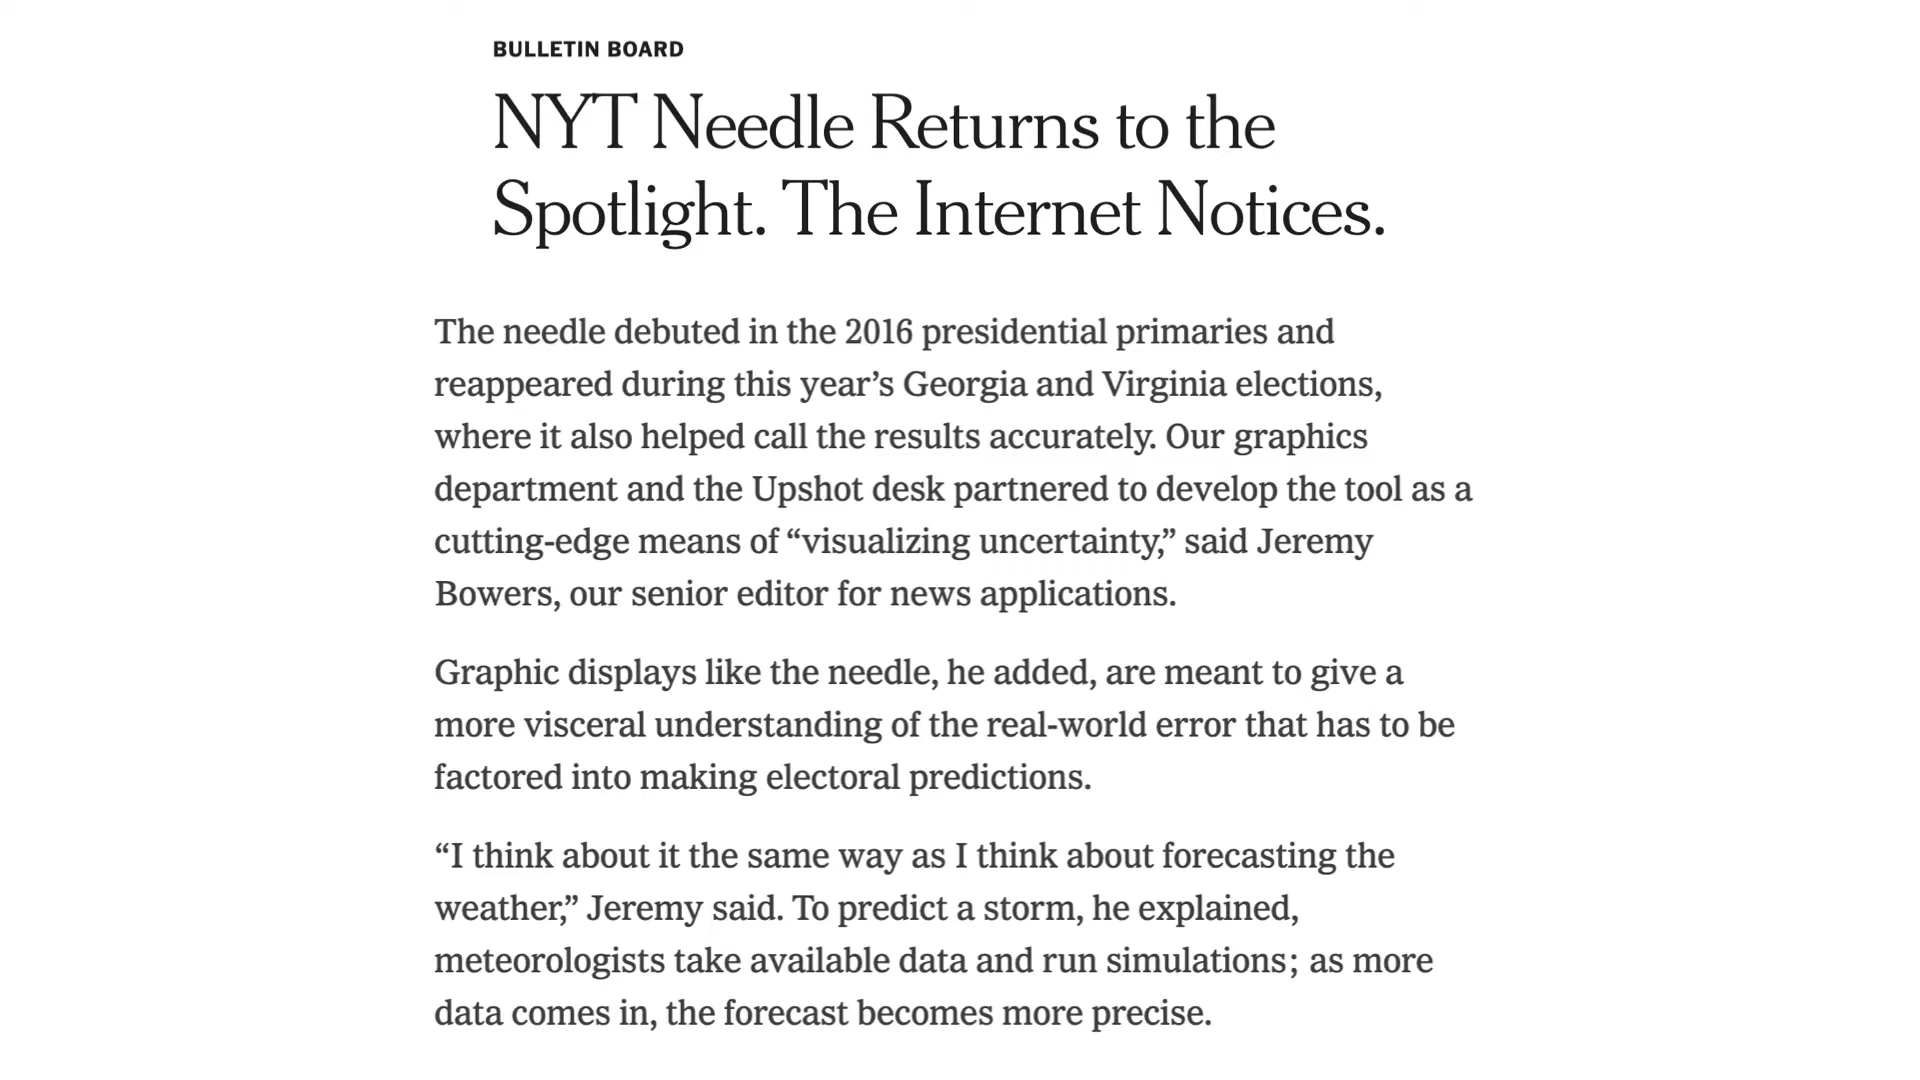 BULLETIN BOARD
NYT Needle Returns to the
Spotlight. The Internet Notices.
The needle debuted in the 2016 presidential primaries and
reappeared during this year’s Georgia and Virginia elections,
where it also helped call the results accurately. Our graphics
department and the Upshot desk partnered to develop the tool as a
cutting-edge means of “visualizing uncertainty,” said Jeremy
Bowers, our senior editor for news applications.
Graphic displays like the needle, he added, are meant to give a
more visceral understanding of the real-world error that has to be
factored into making electoral predictions.
“I think about it the same way as I think about forecasting the
weather,” Jeremy said. To predict a storm, he explained,
meteorologists take available data and run simulations; as more
data comes in, the forecast becomes more precise.